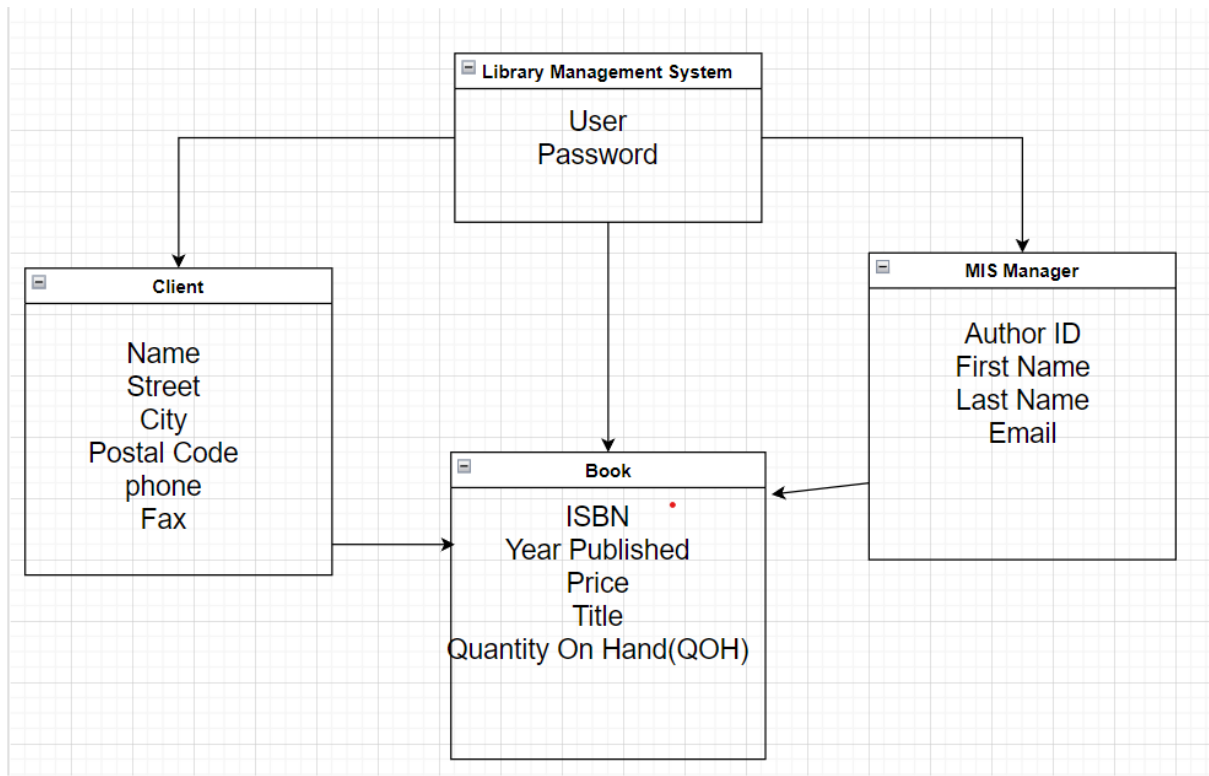 Library Management System
User
Password
Client
Name
Street
City
Postal Code
phone
Fax
MIS Manager
Author ID
First Name
Last Name
Email
Book
ISBN
Year Published
Price
Title
Quantity On Hand(QOH)